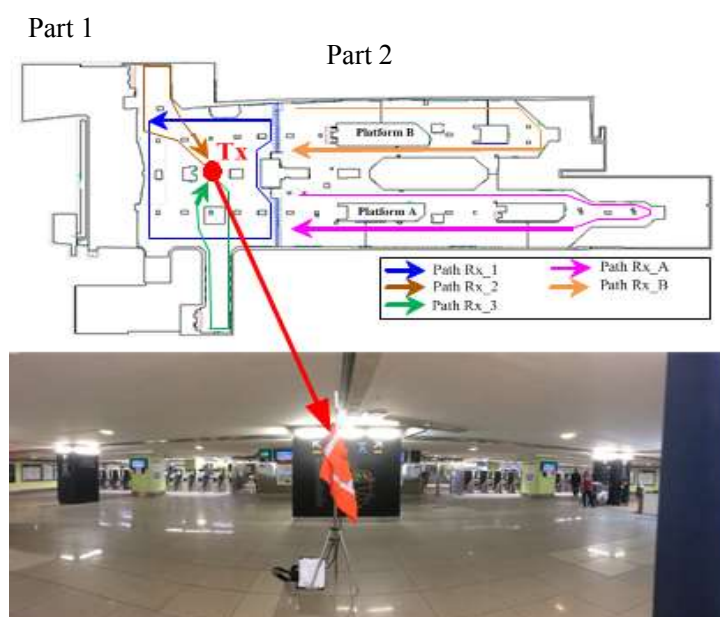 Part 1
Part 2
Platform B
Tx
Platform A
Path Rx_1
Path Rx_A
Path Rx_2
Path Rx_B
Path Rx_3